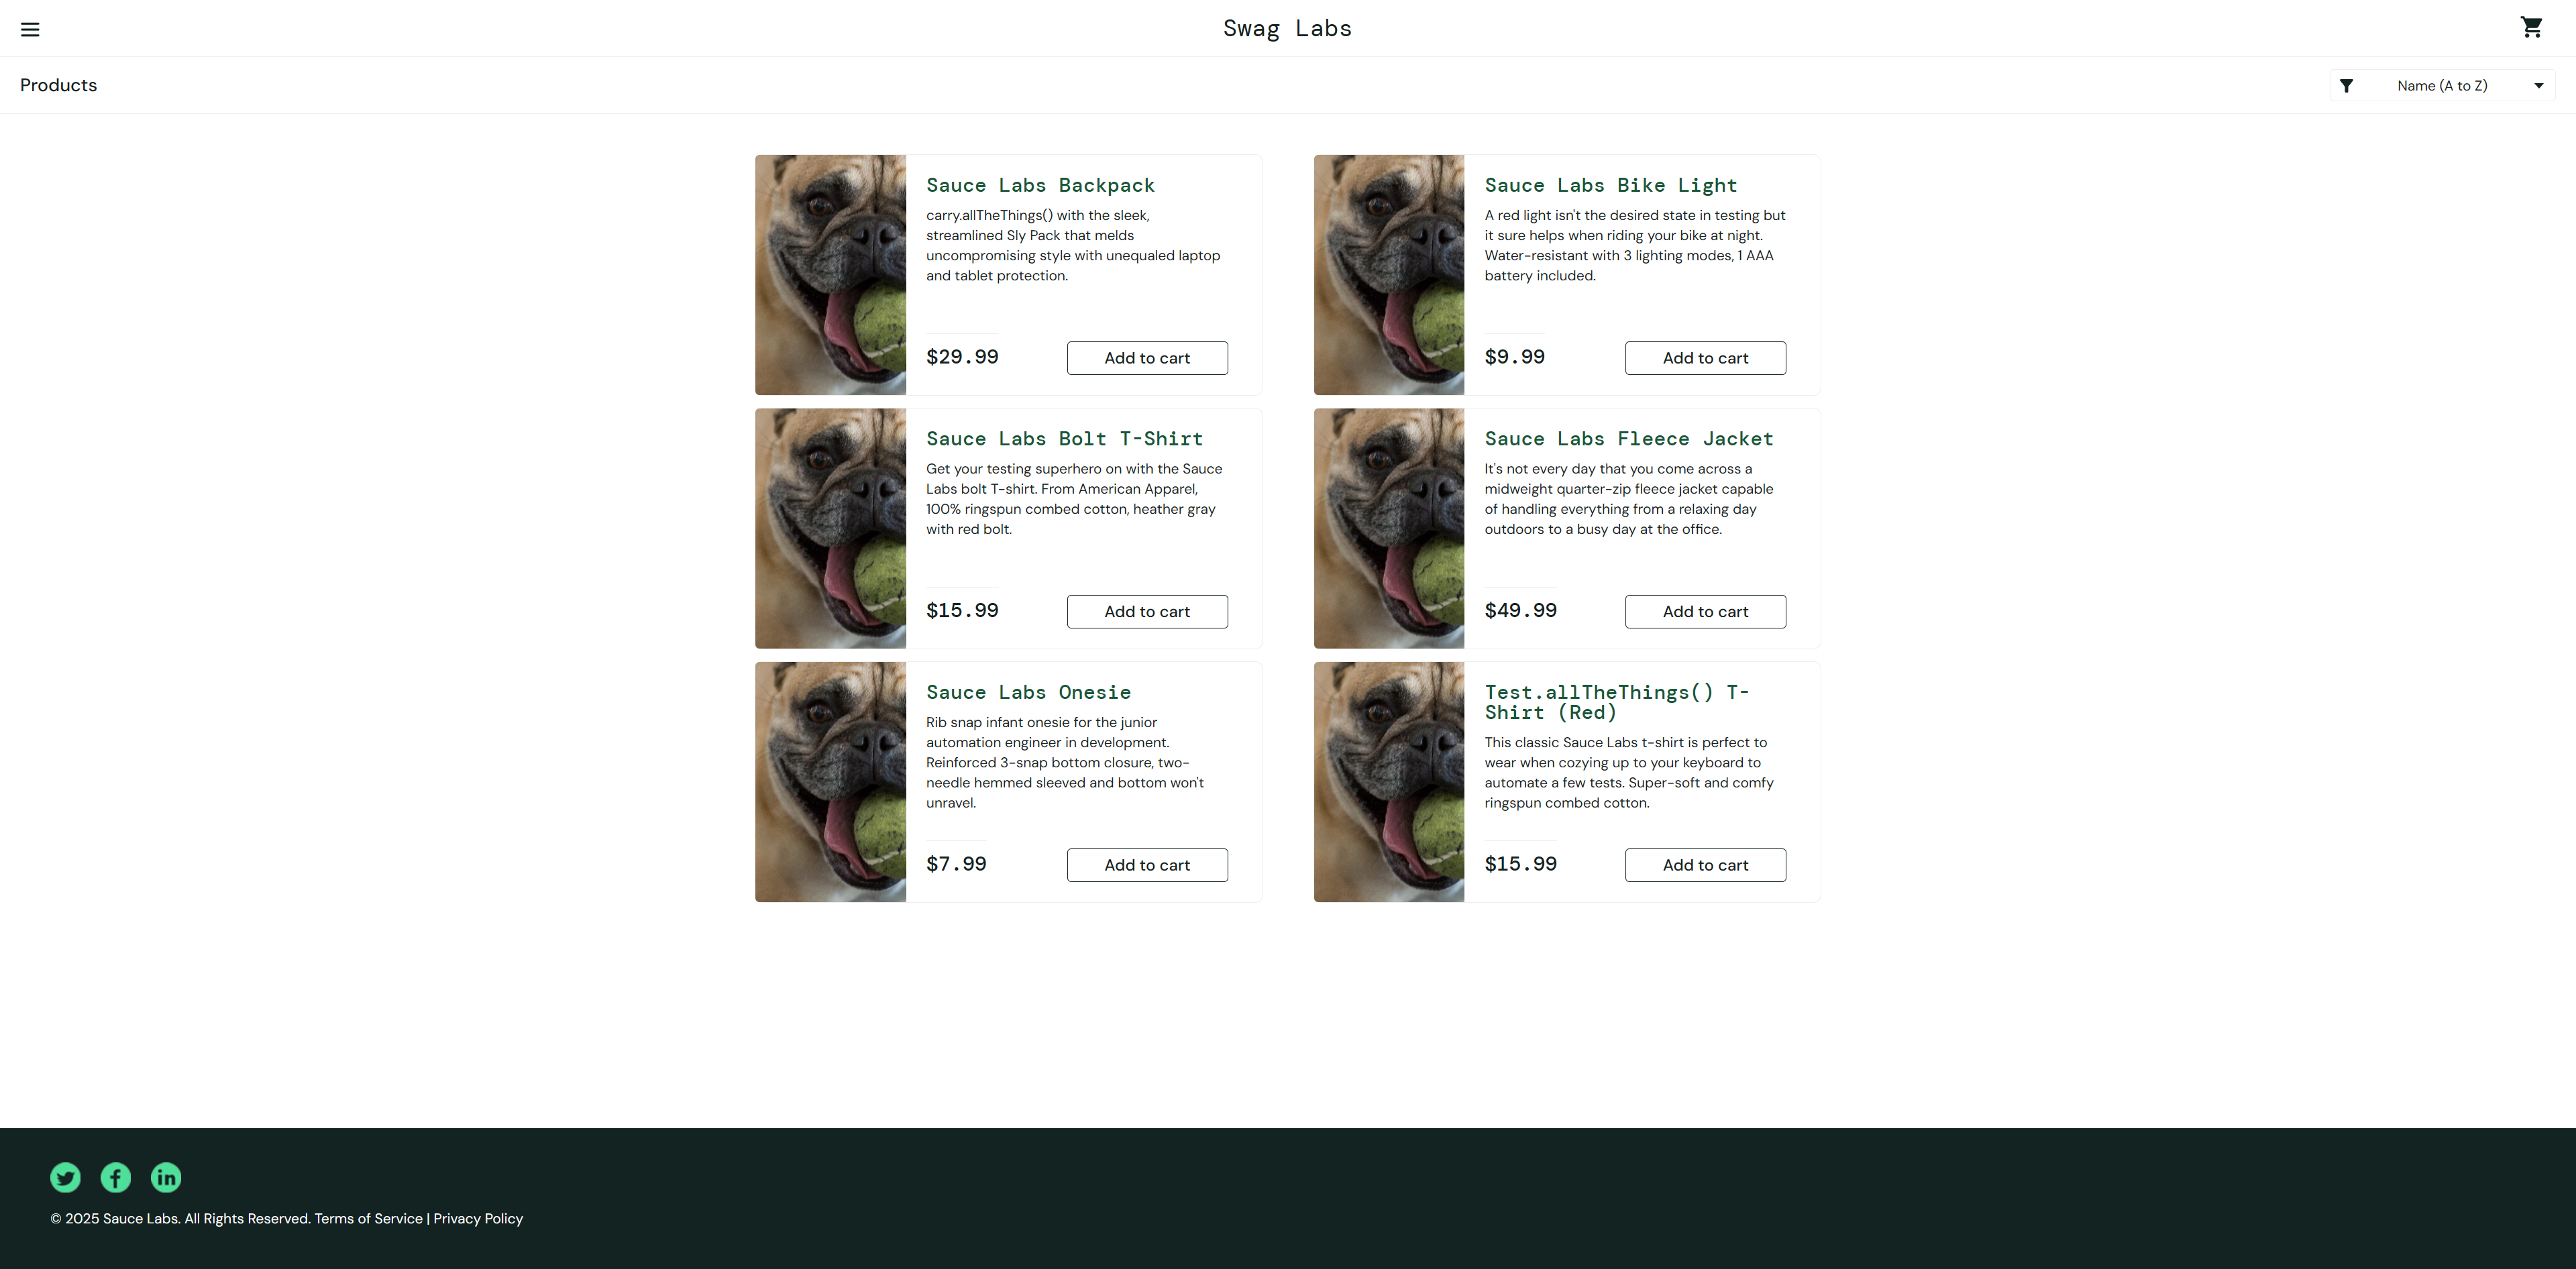 Swag Labs
Products
Name (A to Z)
Sauce Labs Backpack
carry.allTheThings() with the sleek,
streamlined Sly Pack that melds
uncompromising style with unequaled laptop
and tablet protection.
$29.99
Add to cart
Sauce Labs Bike Light
A red light isn't the desired state in testing but
it sure helps when riding your bike at night.
Water-resistant with 3 lighting modes, 1 AAA
battery included.
$9.99
Add to cart
Sauce Labs Bolt T-Shirt
Get your testing superhero on with the Sauce
Labs bolt T-shirt. From American Apparel,
100% ringspun combed cotton, heather gray
with red bolt.
$15.99
Add to cart
Sauce Labs Fleece Jacket
It's not every day that you come across a
midweight quarter-zip fleece jacket capable
of handling everything from a relaxing day
outdoors to a busy day at the office.
$49.99
Add to cart
Sauce Labs Onesie
Rib snap infant onesie for the junior
automation engineer in development.
Reinforced 3-snap bottom closure, two-
needle hemmed sleeved and bottom won't
unravel.
$7.99
Add to cart
Test.allTheThings() T-
Shirt (Red)
This classic Sauce Labs t-shirt is perfect to
wear when cozying up to your keyboard to
automate a few tests. Super-soft and comfy
ringspun combed cotton.
$15.99
Add to cart
© 2025 Sauce Labs. All Rights Reserved. Terms of Service | Privacy Policy